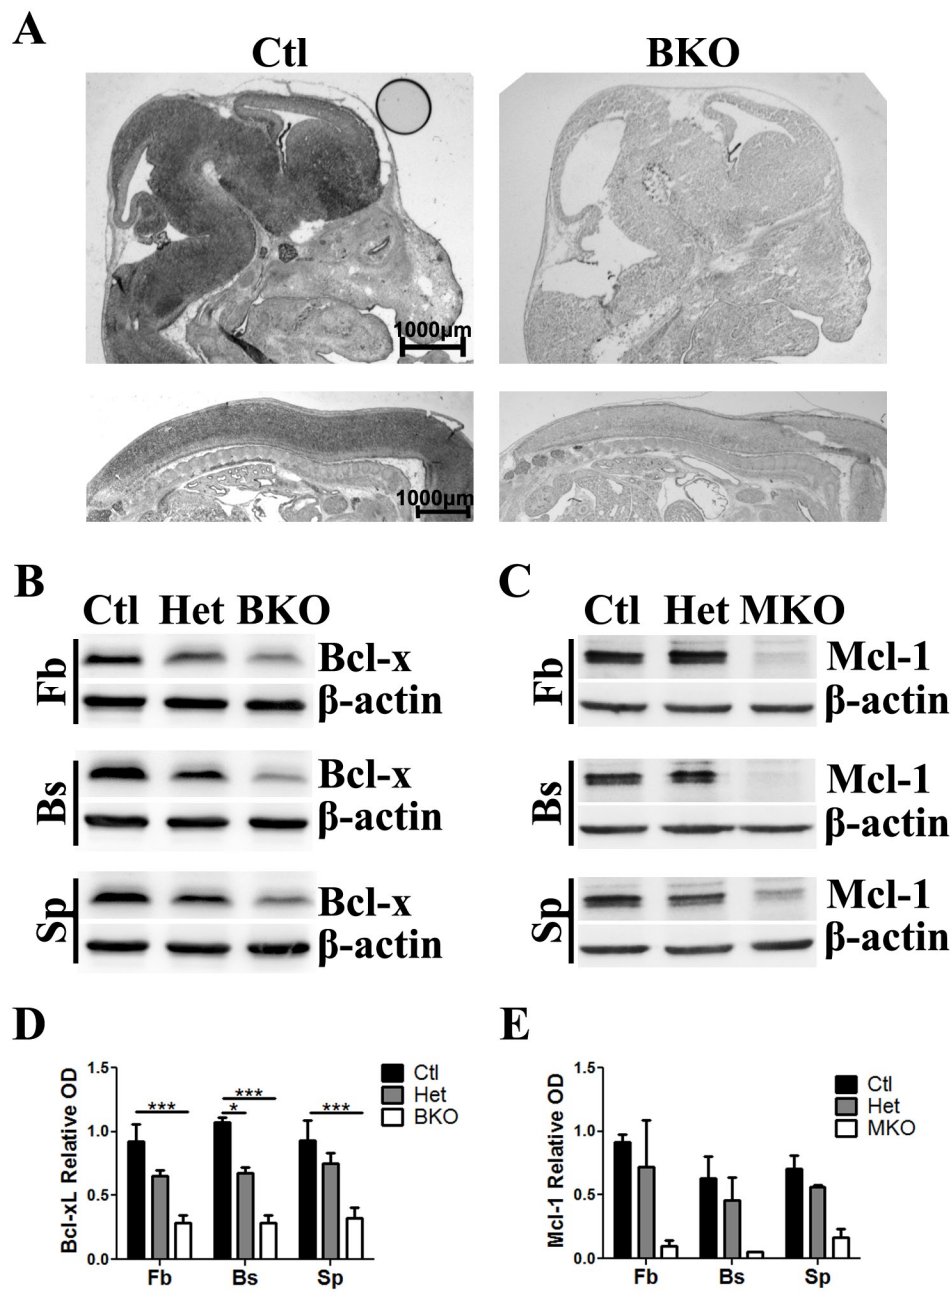 A
Ctl BKO
1000µm
1000µm
B
Ctl Het BKO
Fb
Bcl-x
β-actin
Bs
Bcl-x
β-actin
Sp
Bcl-x
β-actin
C
Ctl Het MKO
Fb
Mcl-1
β-actin
Bs
Mcl-1
β-actin
Sp
Mcl-1
β-actin
D
Bcl-xL Relative OD
1.5
1.0
0.5
0.0
***
***
*
***
Fb Bs Sp
Ctl
Het
BKO
E
Mcl-1 Relative OD
1.5
1.0
0.5
0.0
Fb Bs Sp
Ctl
Het
MKO